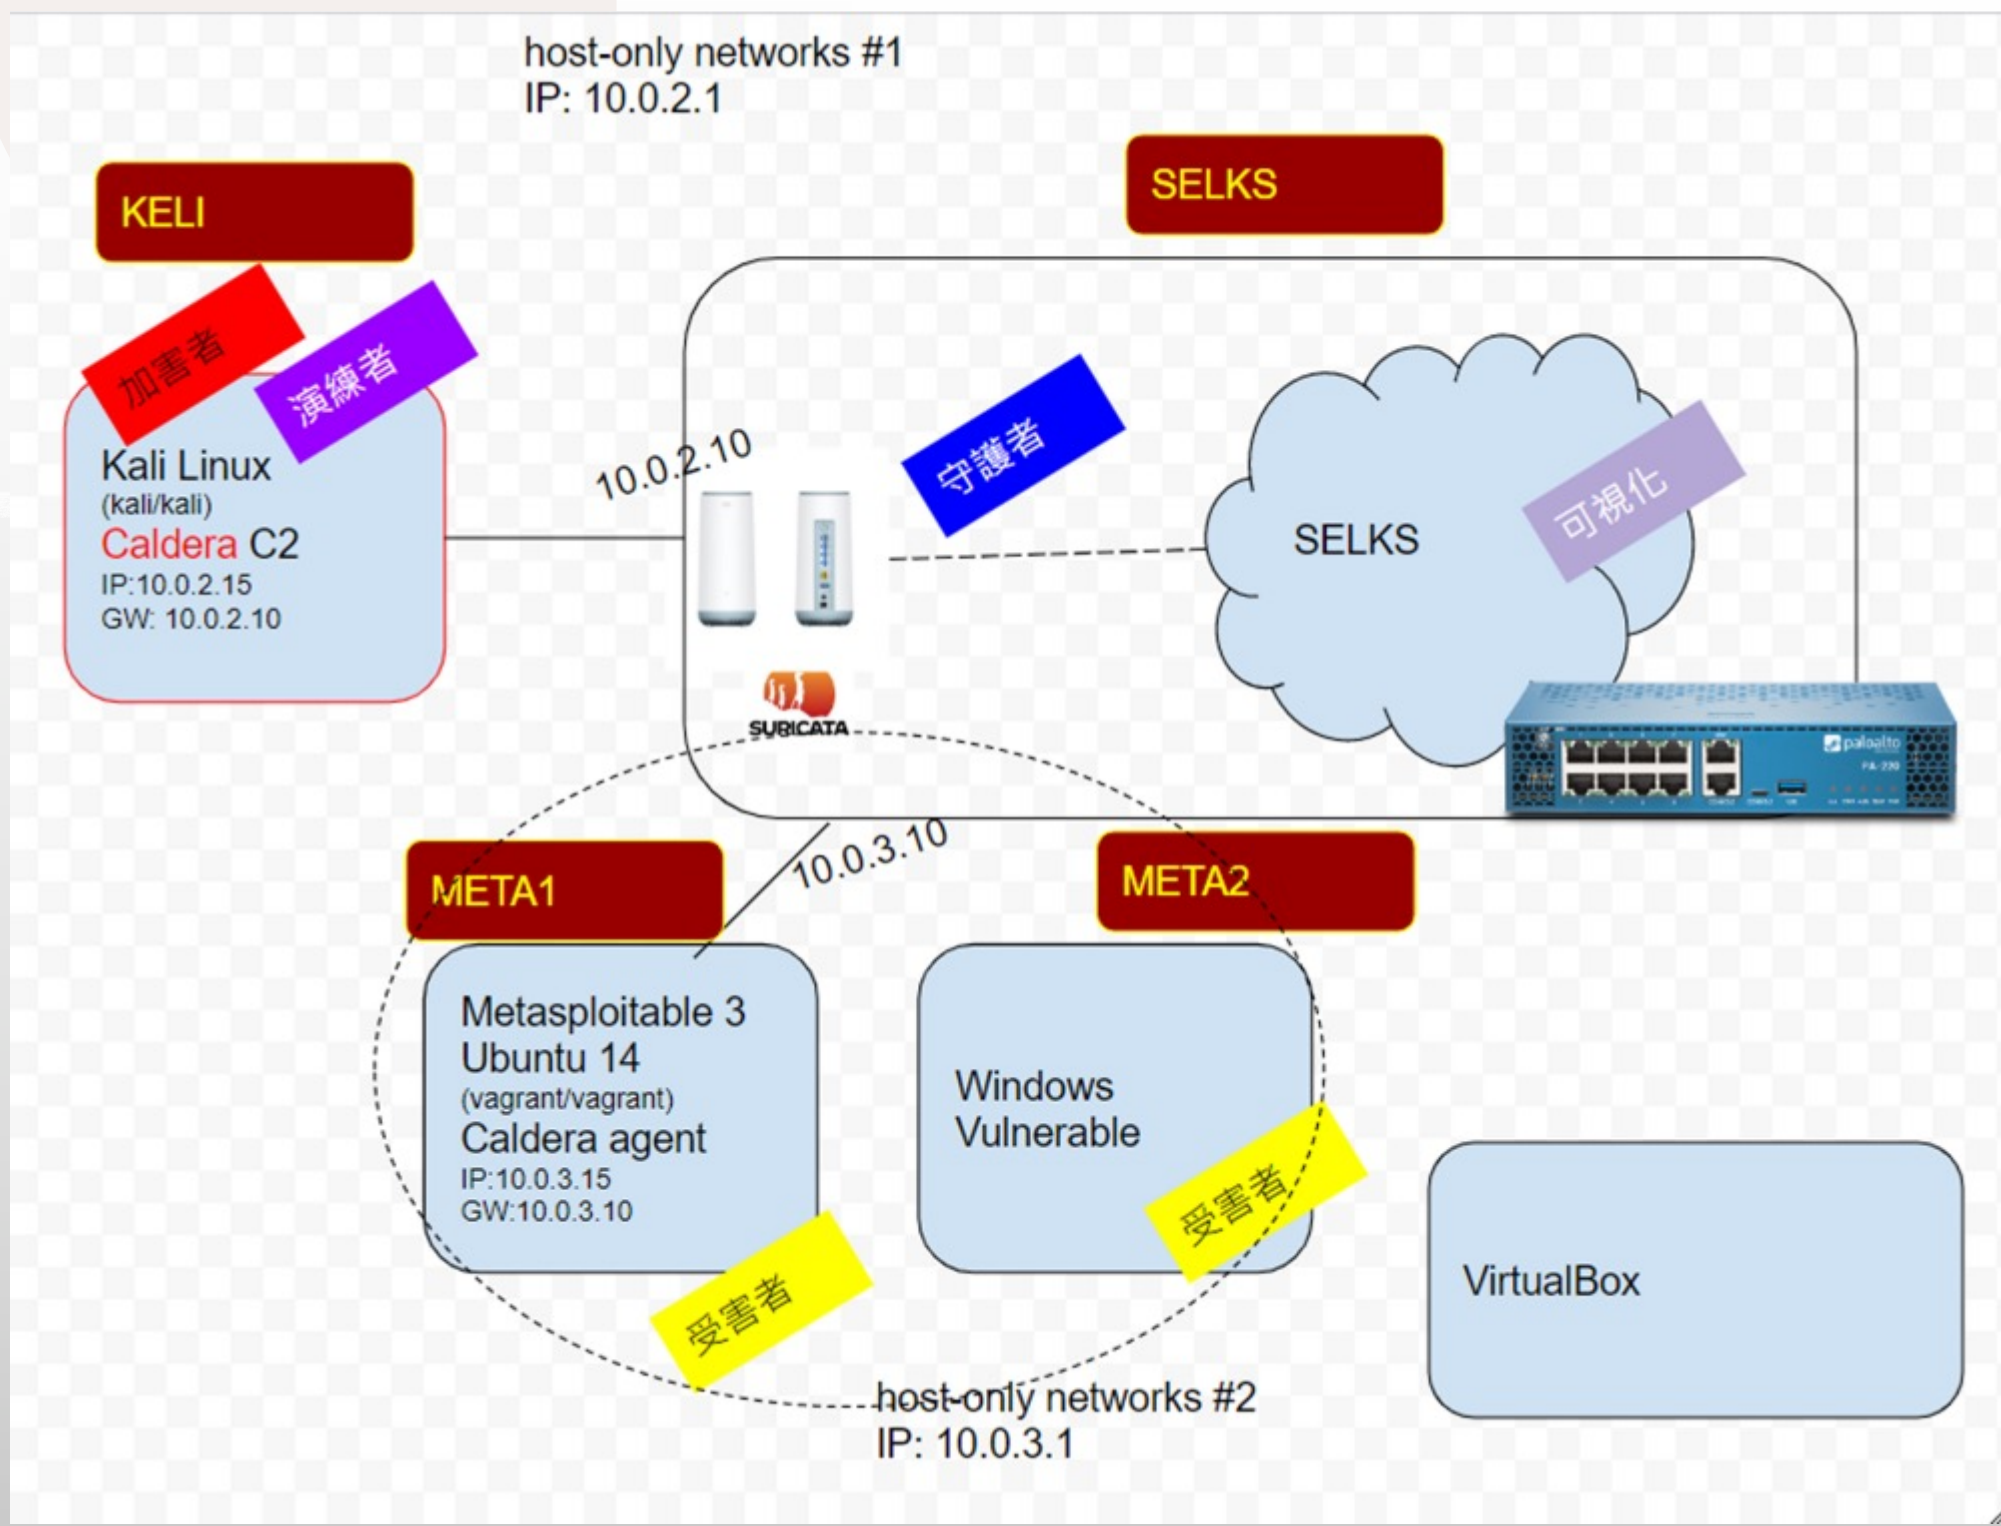 host-only networks #1
IP: 10.0.2.1
KELI
SELKS
加害者
演練者
Kali Linux
(kali/kali)
Caldera C2
IP:10.0.2.15
GW: 10.0.2.10
10.0.2.10
守護者
SELKS
可視化
SURICATA
paloalto
PA-220
10.0.3.10
META1
META2
Metasploitable 3
Ubuntu 14
(vagrant/vagrant)
Caldera agent
IP:10.0.3.15
GW:10.0.3.10
受害者
Windows
Vulnerable
受害者
VirtualBox
host-only networks #2
IP: 10.0.3.1